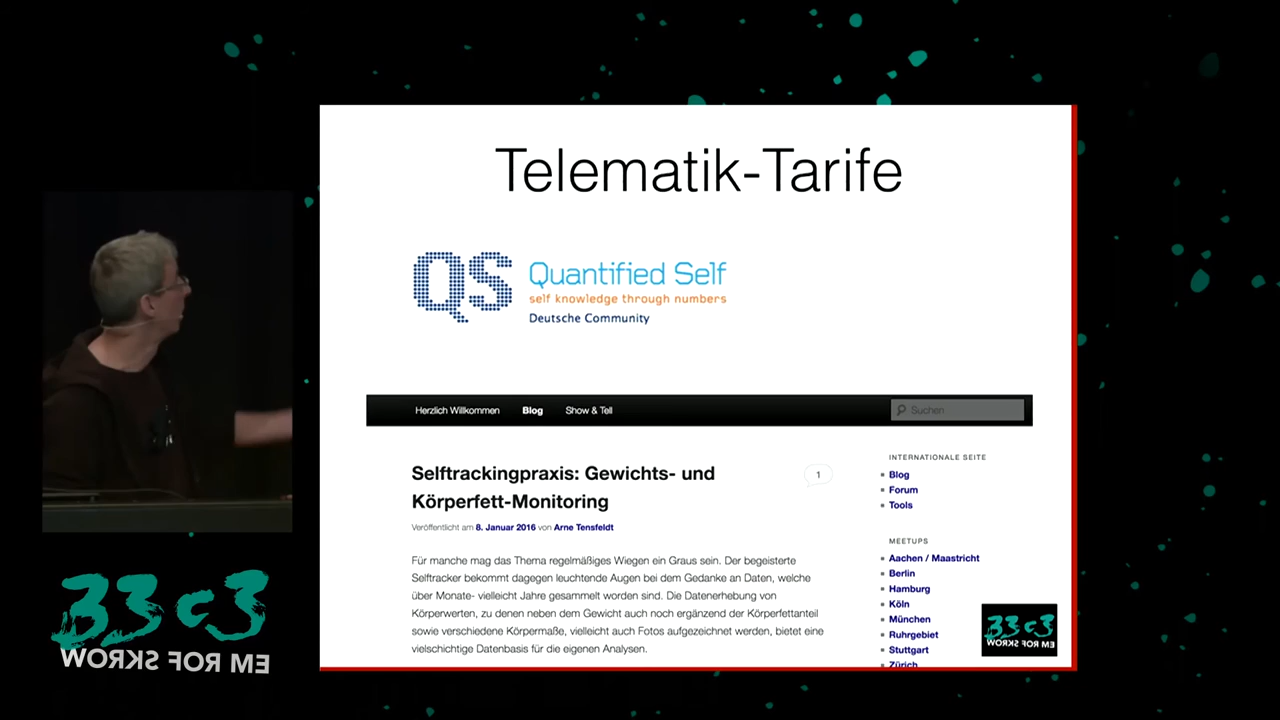 Telematik-Tarife
QS Quantified Self
self knowledge through numbers
Deutsche Community
Herzlich Willkommen Blog Show & Tell Suchen
Selftrackingpraxis: Gewichts- und
Körperfett-Monitoring
1
Veröffentlicht am 8. Januar 2016 von Arne Tensfeldt
Für manche mag das Thema regelmäßiges Wiegen ein Graus sein. Der begeisterte
Selftracker bekommt dagegen leuchtende Augen bei dem Gedanke an Daten, welche
über Monate- vielleicht Jahre gesammelt worden sind. Die Datenerhebung von
Körperwerten, zu denen neben dem Gewicht auch noch ergänzend der Körperfettanteil
sowie verschiedene Körpermaße, vielleicht auch Fotos aufgezeichnet werden, bietet eine
vielschichtige Datenbasis für die eigenen Analysen.
INTERNATIONALE SEITE
Blog
Forum
Tools
MEETUPS
Aachen / Maastricht
Berlin
Hamburg
Köln
München
Ruhrgebiet
Stuttgart
Zürich
33c3
WORKS FOR ME
33c3
WORKS FOR ME